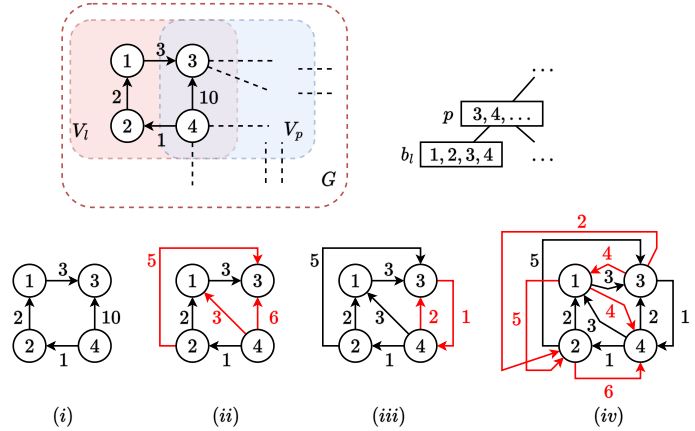 1 3 3
2 10
2 1 4
V_l V_p
G
...
p 3, 4, ...
b_l 1, 2, 3, 4 ...
1 3 3
2 10
2 1 4
(i)
5 1 3 3
2 3 6
2 1 4
(ii)
5 1 3 3
2 3 2 1
2 1 4
(iii)
2
5 4
1 3 3
5 2 4 3 2 1
2 1 4
6
(iv)